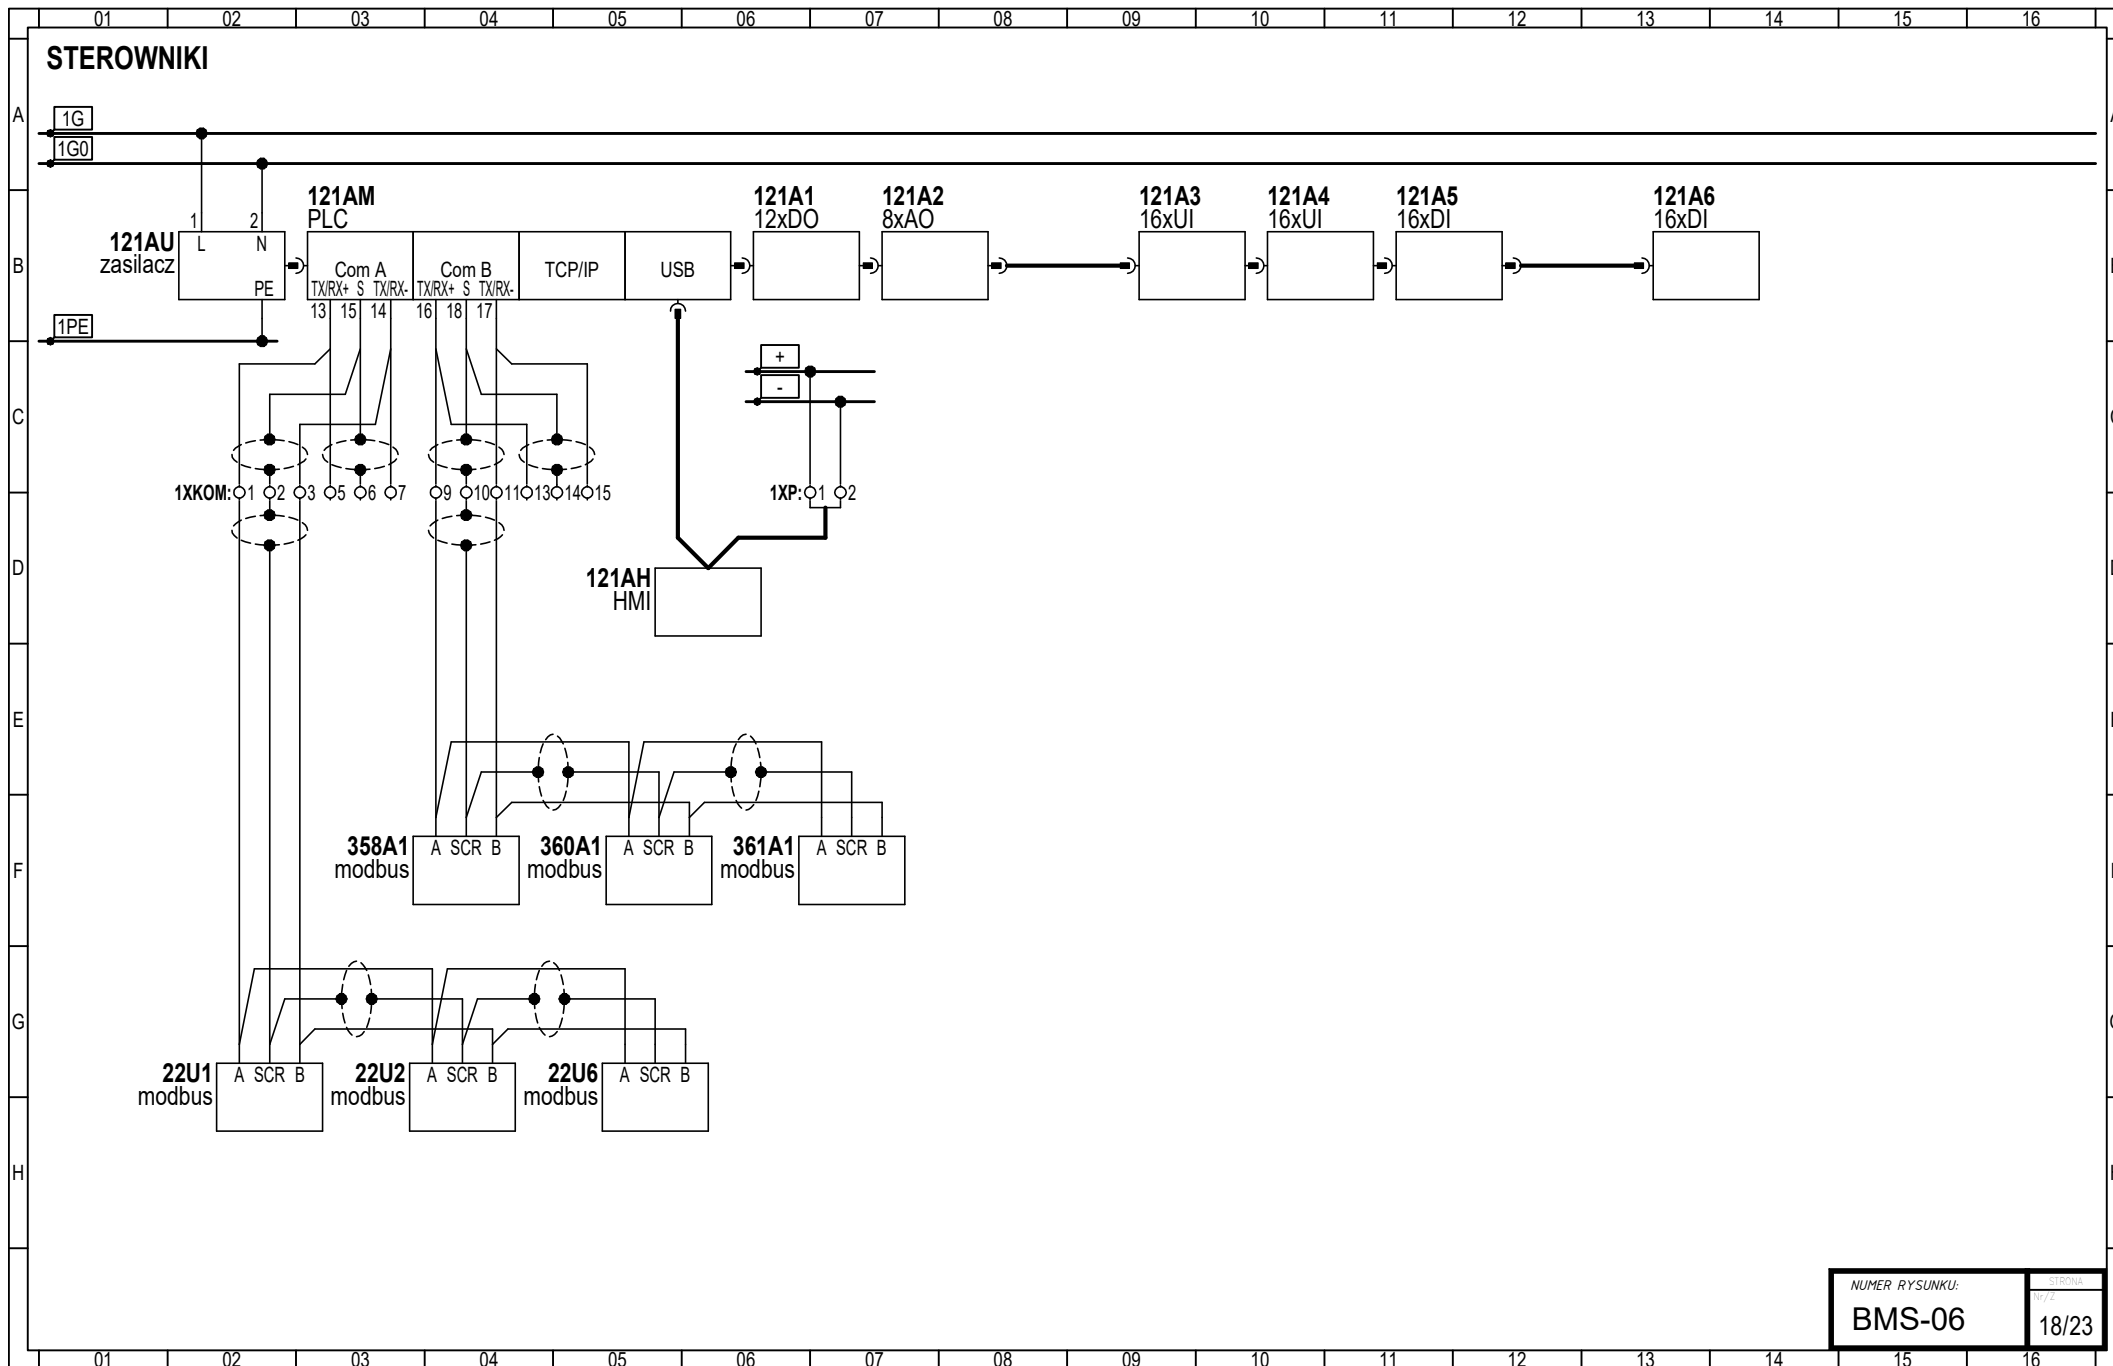 01 02 03 04 05 06 07 08 09 10 11 12 13 14 15 16
STEROWNIKI
A
1G
1G0
121AM
PLC
121A1
12xDO
121A2
8xAO
121A3
16xUI
121A4
16xUI
121A5
16xDI
121A6
16xDI
1 2
121AU
zasilacz
L N
PE
B
Com A
TX/RX+ S TX/RX-
Com B
TX/RX+ S TX/RX-
TCP/IP
USB
13 15 14 16 18 17
1PE
+
-
C
1XKOM: 1 2 3 5 6 7 9 10 11 13 14 15
1XP: 1 2
D
121AH
HMI
E
358A1
modbus
A SCR B
360A1
modbus
A SCR B
361A1
modbus
A SCR B
F
G
22U1
modbus
A SCR B
22U2
modbus
A SCR B
22U6
modbus
A SCR B
H
NUMER RYSUNKU:
BMS-06
STRONA
Nr/Z
18/23
01 02 03 04 05 06 07 08 09 10 11 12 13 14 15 16